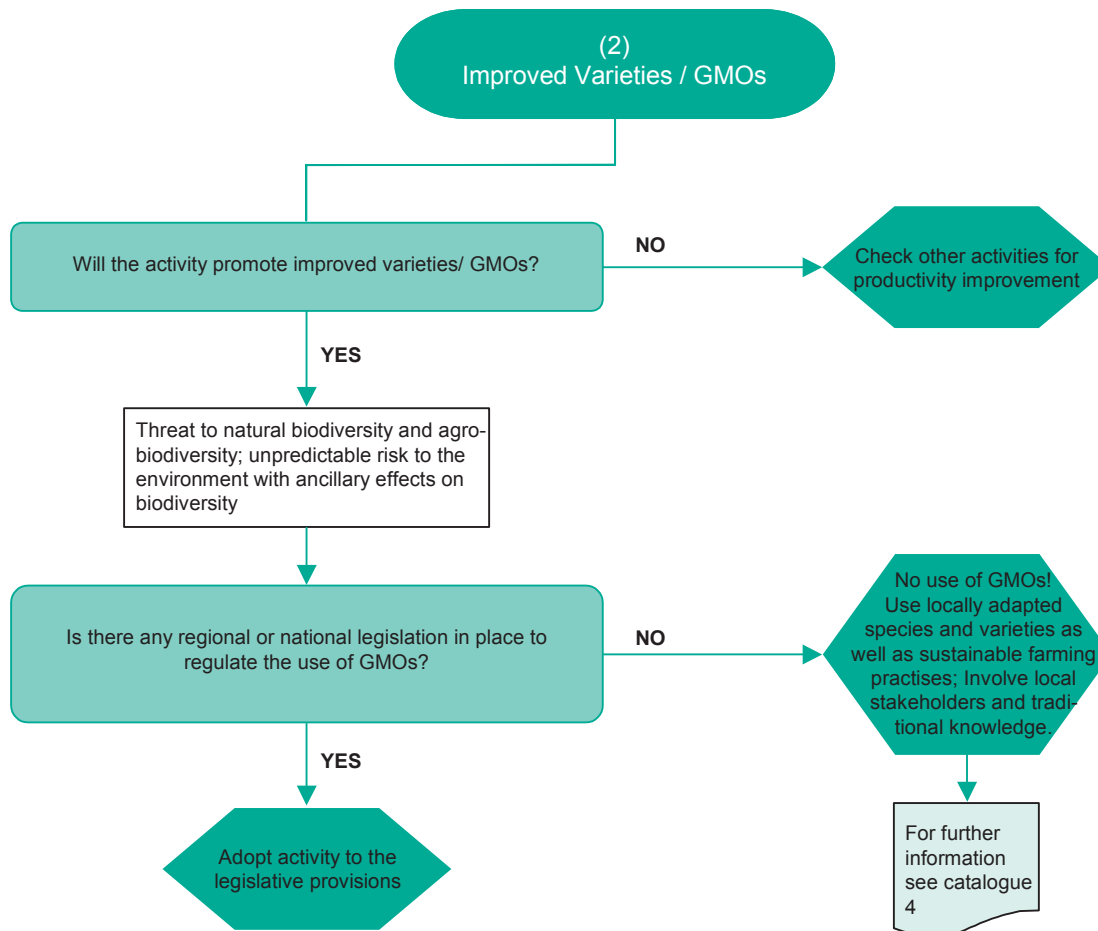 (2)
Improved Varieties / GMOs
Will the activity promote improved varieties/ GMOs?
NO
Check other activities for
productivity improvement
YES
Threat to natural biodiversity and agro-
biodiversity; unpredictable risk to the
environment with ancillary effects on
biodiversity
Is there any regional or national legislation in place to
regulate the use of GMOs?
NO
No use of GMOs!
Use locally adapted
species and varieties as
well as sustainable farming
practises; Involve local
stakeholders and tradi-
tional knowledge.
YES
Adopt activity to the
legislative provisions
For further
information
see catalogue
4